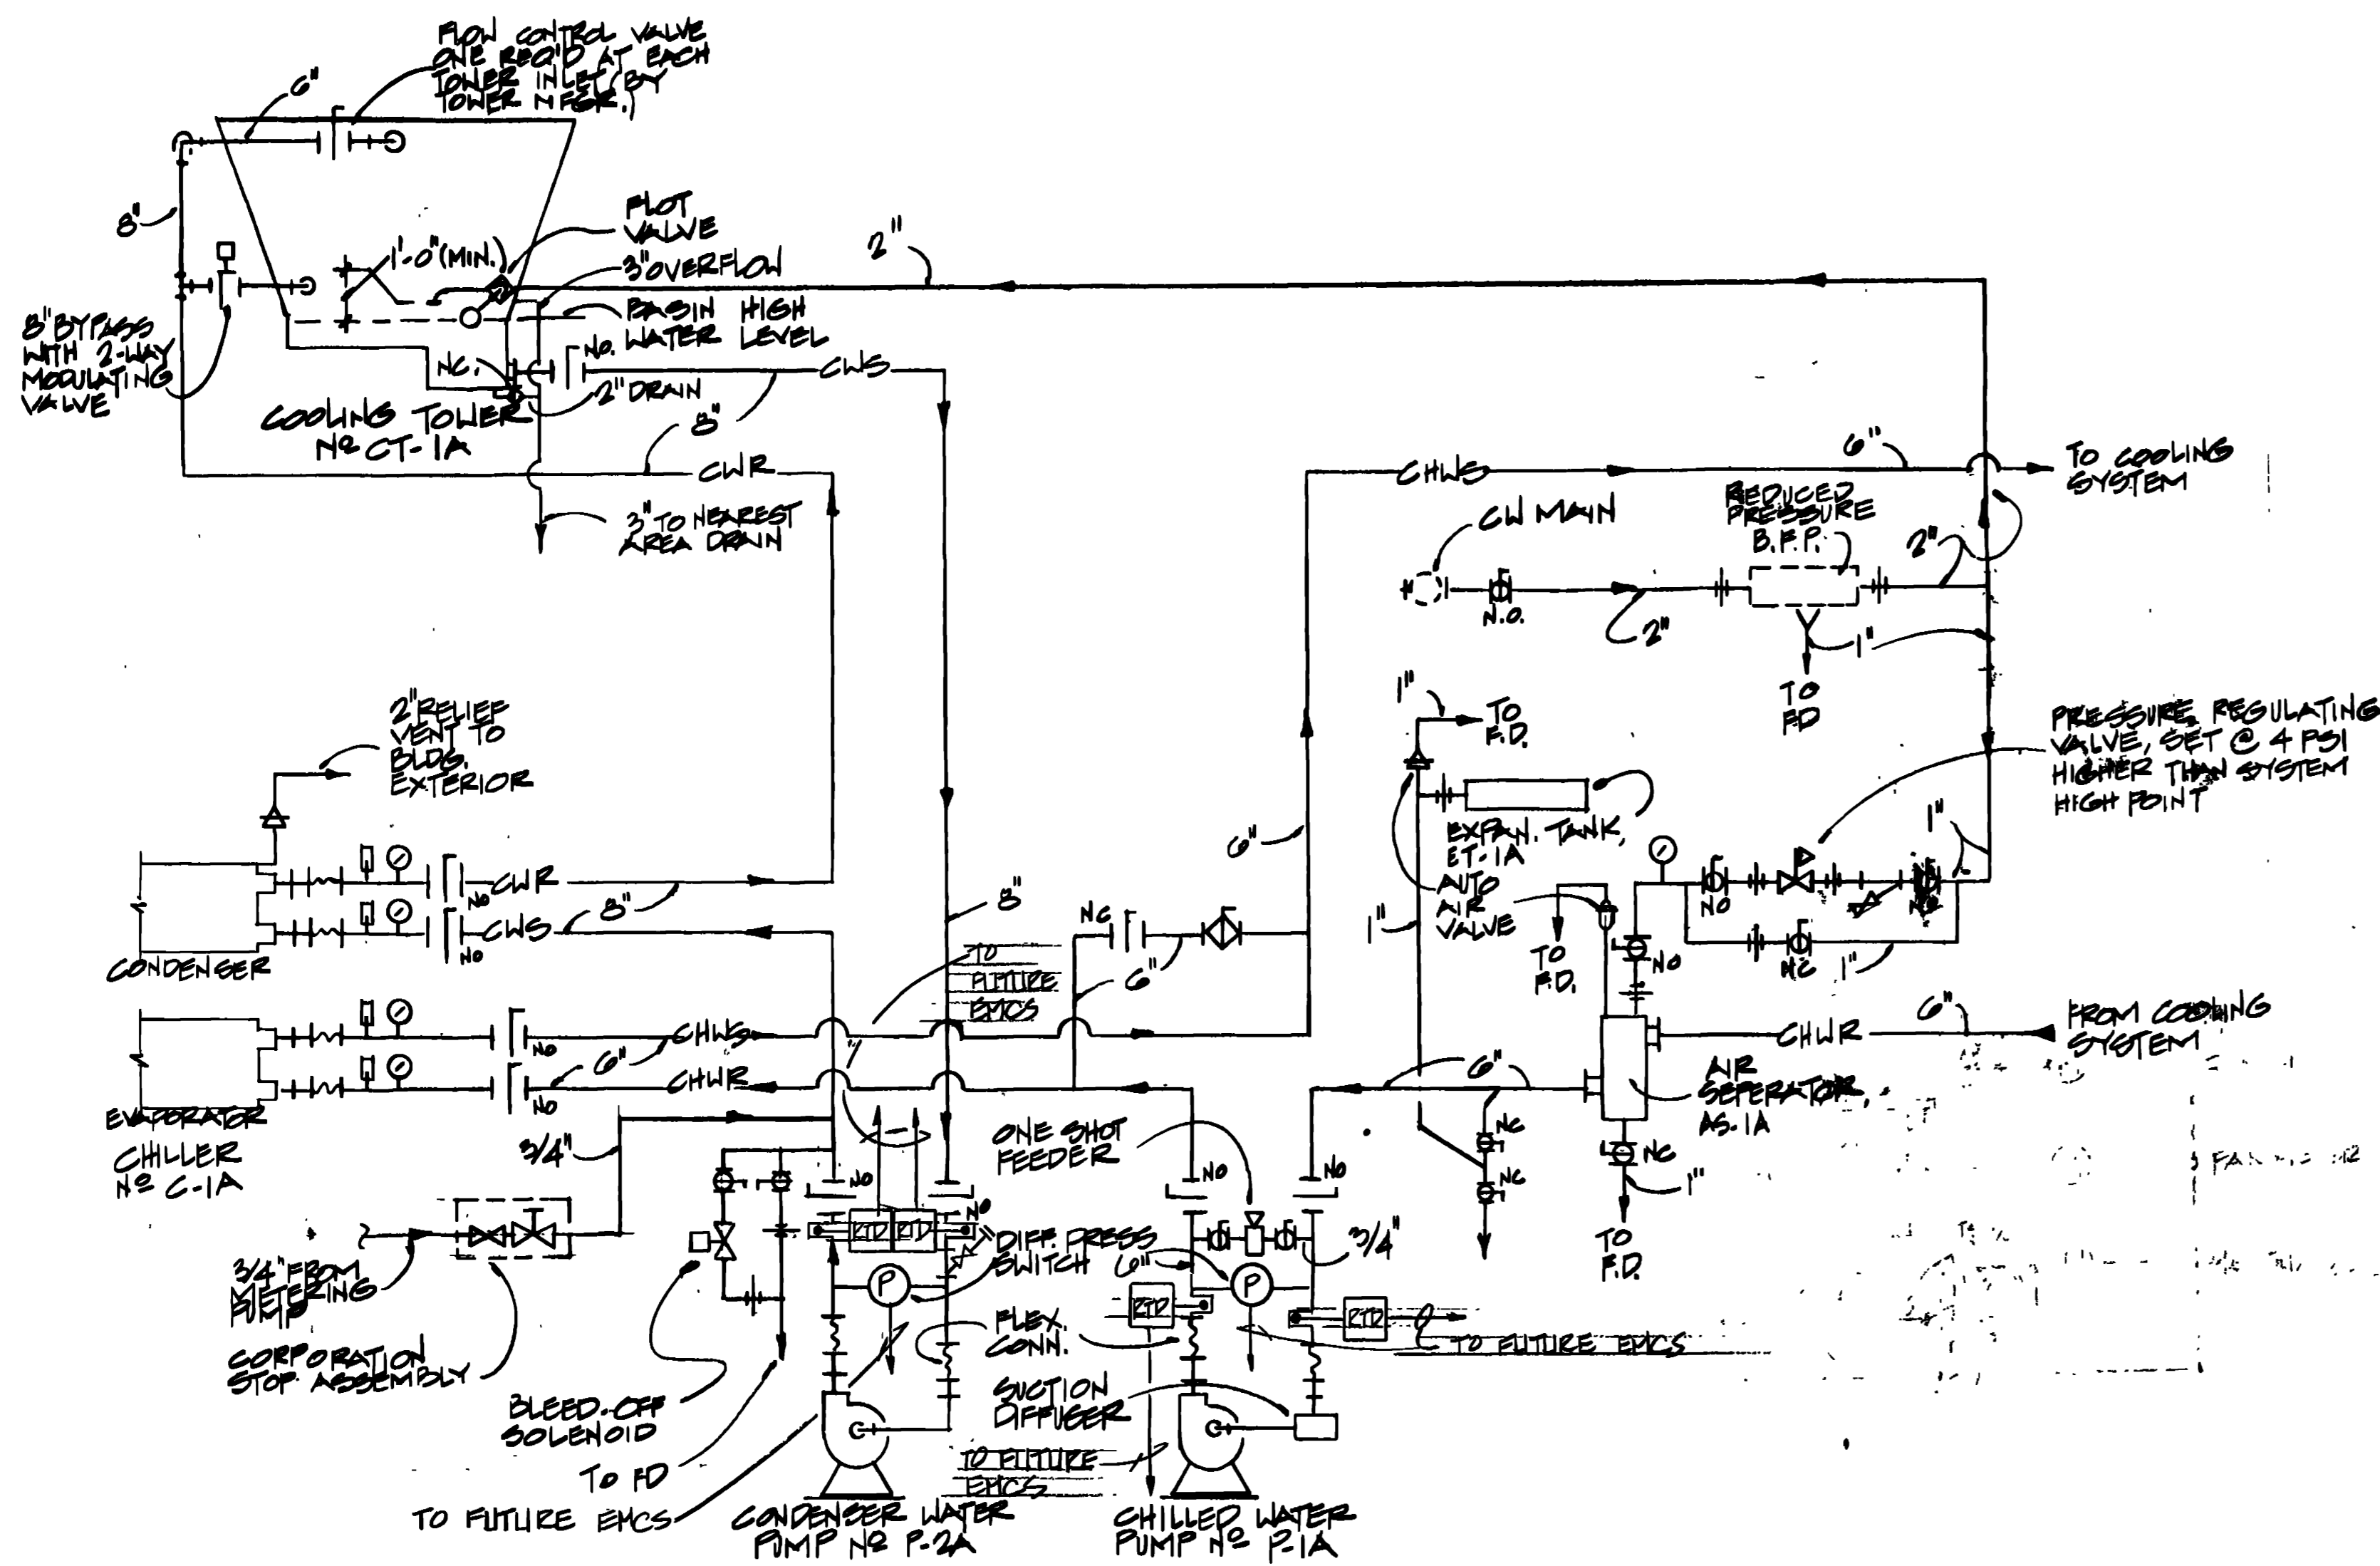 FLOW CONTROL VALVE
ONE REQ'D AT EACH
TOWER INLET (BY
TOWER MFGR.)
6"
8"
FLOT
VALVE
1'-0" (MIN.)
3" OVERFLOW
2"
BASIN HIGH
WATER LEVEL
8" BYPASS
WITH 2-WAY
MODULATING
VALVE
N.O.
NC.
CWS
2" DRAIN
COOLING TOWER
Nº CT-1A
8"
CWR
3" TO NEAREST
AREA DRAIN
CHWS
6"
TO COOLING
SYSTEM
CW MAIN
REDUCED
PRESSURE
B.F.P.
2"
N.O.
2"
1"
TO
F.D
2" RELIEF
VENT TO
BLDG.
EXTERIOR
1"
TO
F.D.
PRESSURE REGULATING
VALVE, SET @ 4 PSI
HIGHER THAN SYSTEM
HIGH POINT
EXPAN. TANK,
ET-1A
6"
1"
AUTO
AIR
VALVE
NO
CWR
NO
8"
CWS
NO
CONDENSER
8"
NC
6"
6"
1"
TO
F.D.
NO
NC
1"
TO
FUTURE
EMCS
CHWS
NO
6"
CHWR
NO
EVAPORATOR
CHILLER
Nº C-1A
CHWR
6"
FROM COOLING
SYSTEM
6"
AIR
SEPERATOR,
AS-1A
3/4"
ONE SHOT
FEEDER
NC
NC
NC
1"
TO
F.D.
NO
NO
NO
NO
RTD
RTD
DIFF. PRESS
SWITCH
6"
3/4"
P
P
3/4" FROM
METERING
PUMP
CORPORATION
STOP ASSEMBLY
FLEX.
CONN.
RTD
RTD
TO FUTURE EMCS
BLEED-OFF
SOLENOID
SUCTION
DIFFUSER
TO FD
TO FUTURE EMCS
TO FUTURE
EMCS
CONDENSER WATER
PUMP Nº P-2A
CHILLED WATER
PUMP Nº P-1A